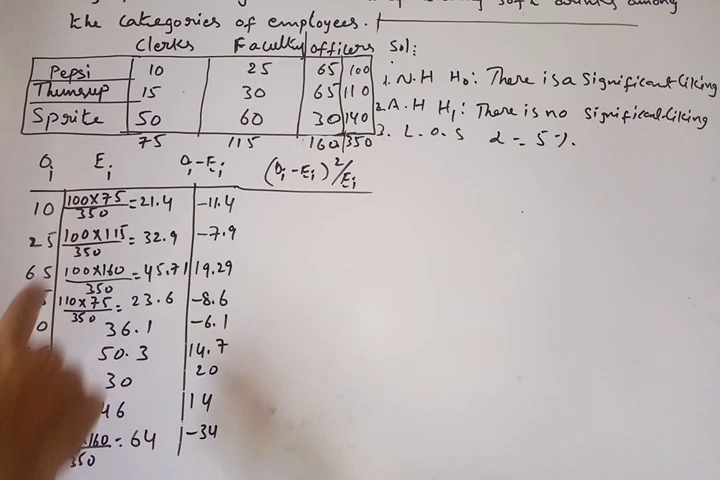 soft drinks among
the categories of employees.
Clerks Faculty officers Sol:
Pepsi 10 25 65 100
Thumsup 15 30 65 110
Sprite 50 60 30 140
75 115 160 350
1. N.H H₀: There is a Significant liking
2. A.H H₁: There is no Significant liking
3. L.O.S α = 5%.
Oi Ei Oi-Ei (Oi-Ei)²/Ei
10 100×75/350 = 21.4 -11.4
25 100×115/350 = 32.9 -7.9
65 100×160/350 = 45.71 19.29
5 110×75/350 = 23.6 -8.6
0 36.1 -6.1
50.3 14.7
30 20
46 14
×160/350 = 64 -34